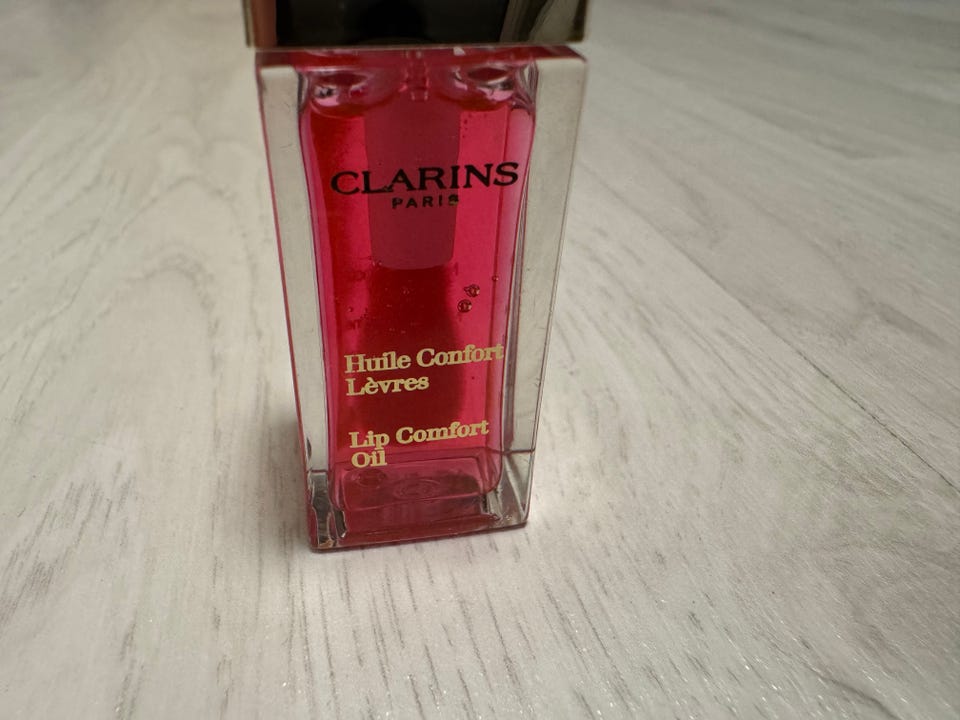 CLARINS
PARIS
Huile Confort
Lèvres
Lip Comfort
Oil